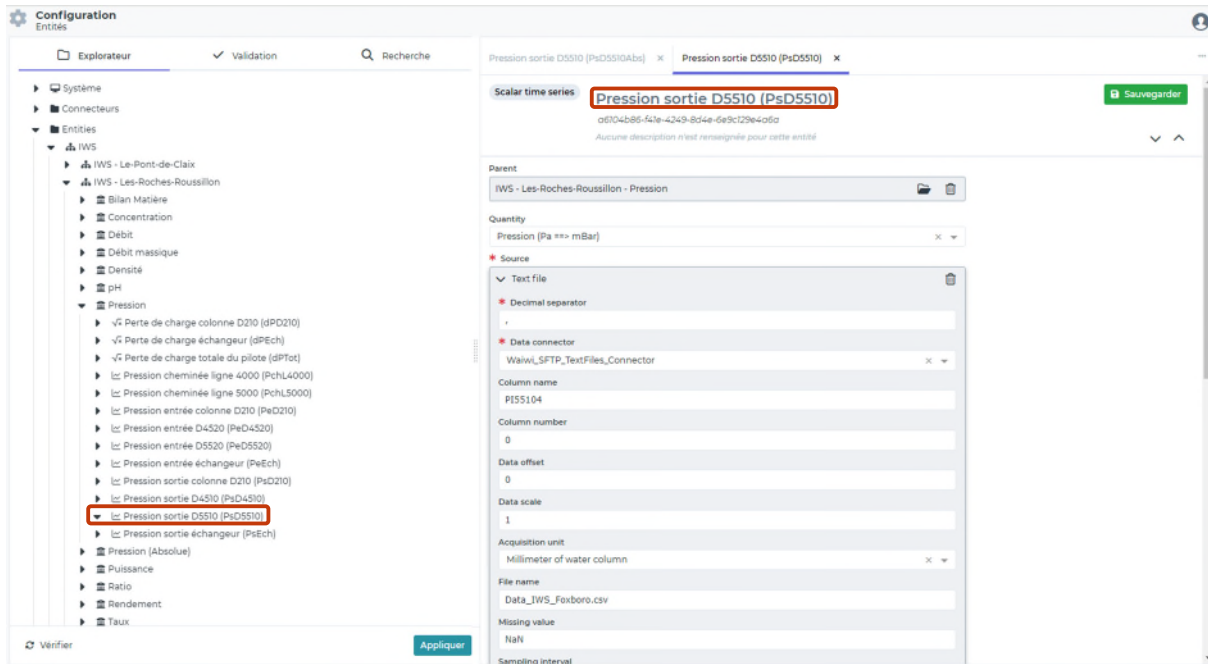 Configuration
Entités
Explorateur
Validation
Recherche
Système
Connecteurs
Entities
IWS
IWS - Le-Pont-de-Claix
IWS - Les-Roches-Roussillon
Bilan Matière
Concentration
Débit
Débit massique
Densité
pH
Pression
Perte de charge colonne D210 (dPD210)
Perte de charge échangeur (dPEch)
Perte de charge totale du pilote (dPTot)
Pression cheminée ligne 4000 (PchL4000)
Pression cheminée ligne 5000 (PchL5000)
Pression entrée colonne D210 (PeD210)
Pression entrée D4520 (PeD4520)
Pression entrée D5520 (PeD5520)
Pression entrée échangeur (PeEch)
Pression sortie colonne D210 (PsD210)
Pression sortie D4510 (PsD4510)
Pression sortie D5510 (PsD5510)
Pression sortie échangeur (PsEch)
Pression (Absolue)
Puissance
Ratio
Rendement
Taux
Vérifier
Appliquer
Pression sortie D5510 (PsD5510Abs) ×
Pression sortie D5510 (PsD5510) ×
Scalar time series
Pression sortie D5510 (PsD5510)
Sauvegarder
a6104b86-f41e-4249-8d4e-6e9c129e4a6a
Aucune description n'est renseignée pour cette entité
Parent
IWS - Les-Roches-Roussillon - Pression
Quantity
Pression (Pa ==> mBar)
* Source
Text file
* Decimal separator
,
* Data connector
Waiwi_SFTP_TextFiles_Connector
Column name
PI55104
Column number
0
Data offset
0
Data scale
1
Acquisition unit
Millimeter of water column
File name
Data_IWS_Foxboro.csv
Missing value
NaN
Sampling interval